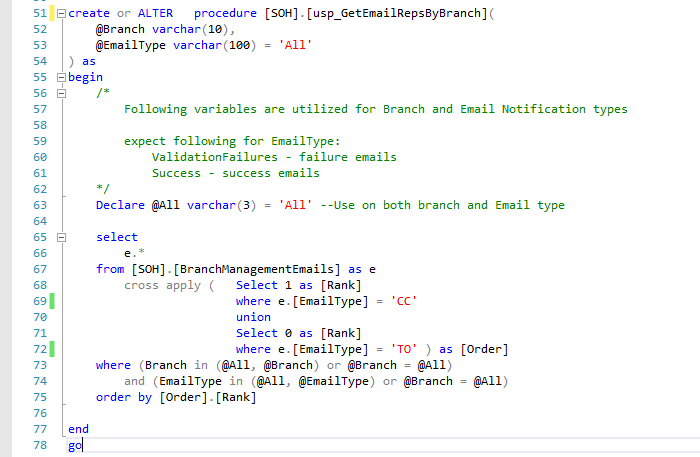 51 create or ALTER   procedure [SOH].[usp_GetEmailRepsByBranch](
52     @Branch varchar(10),
53     @EmailType varchar(100) = 'All'
54 ) as
55 begin
56     /*
57         Following variables are utilized for Branch and Email Notification types
58
59         expect following for EmailType:
60             ValidationFailures - failure emails
61             Success - success emails
62     */
63     Declare @All varchar(3) = 'All' --Use on both branch and Email type
64
65     select
66         e.*
67     from [SOH].[BranchManagementEmails] as e
68         cross apply (   Select 1 as [Rank]
69                         where e.[EmailType] = 'CC'
70                         union
71                         Select 0 as [Rank]
72                         where e.[EmailType] = 'TO' ) as [Order]
73     where (Branch in (@All, @Branch) or @Branch = @All)
74         and (EmailType in (@All, @EmailType) or @Branch = @All)
75     order by [Order].[Rank]
76
77 end
78 go